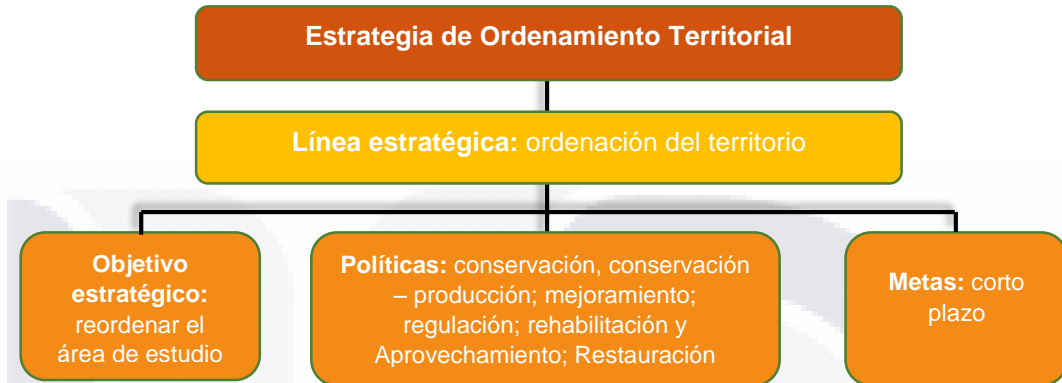 Estrategia de Ordenamiento Territorial
Línea estratégica: ordenación del territorio
Objetivo
estratégico:
reordenar el
área de estudio
Políticas: conservación, conservación
– producción; mejoramiento;
regulación; rehabilitación y
Aprovechamiento; Restauración
Metas: corto
plazo